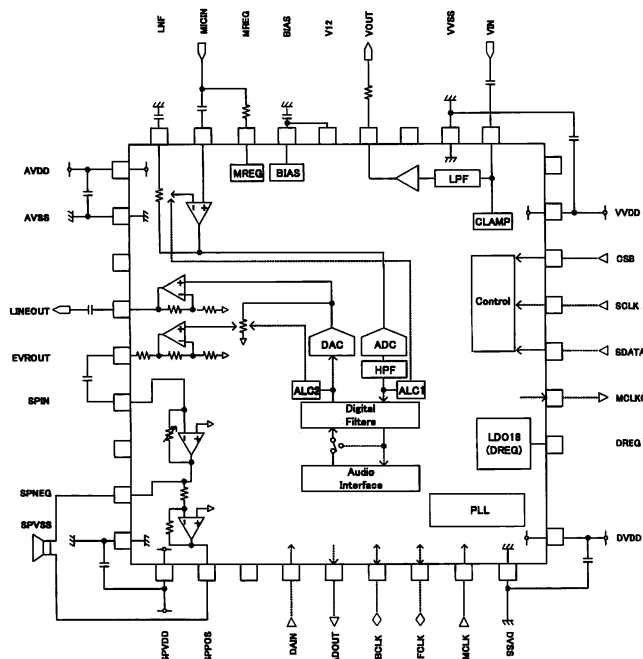 LNF
MICIN
MREG
BIAS
V12
VOUT
VVSS
VIN
AVDD
MREG
BIAS
LPF
CLAMP
VVDD
AVSS
CSB
Control
SCLK
LINEOUT
SDATA
EVROUT
DAC
ADC
HPF
SPIN
ALC2
ALC1
MCLKO
Digital
Filters
LDO18
(DREG)
DREG
Audio
Interface
SPNEG
SPVSS
PLL
DVDD
SPVDD
SPPOS
DAIN
ADOUT
BCLK
FCLK
MCLK
DVSS